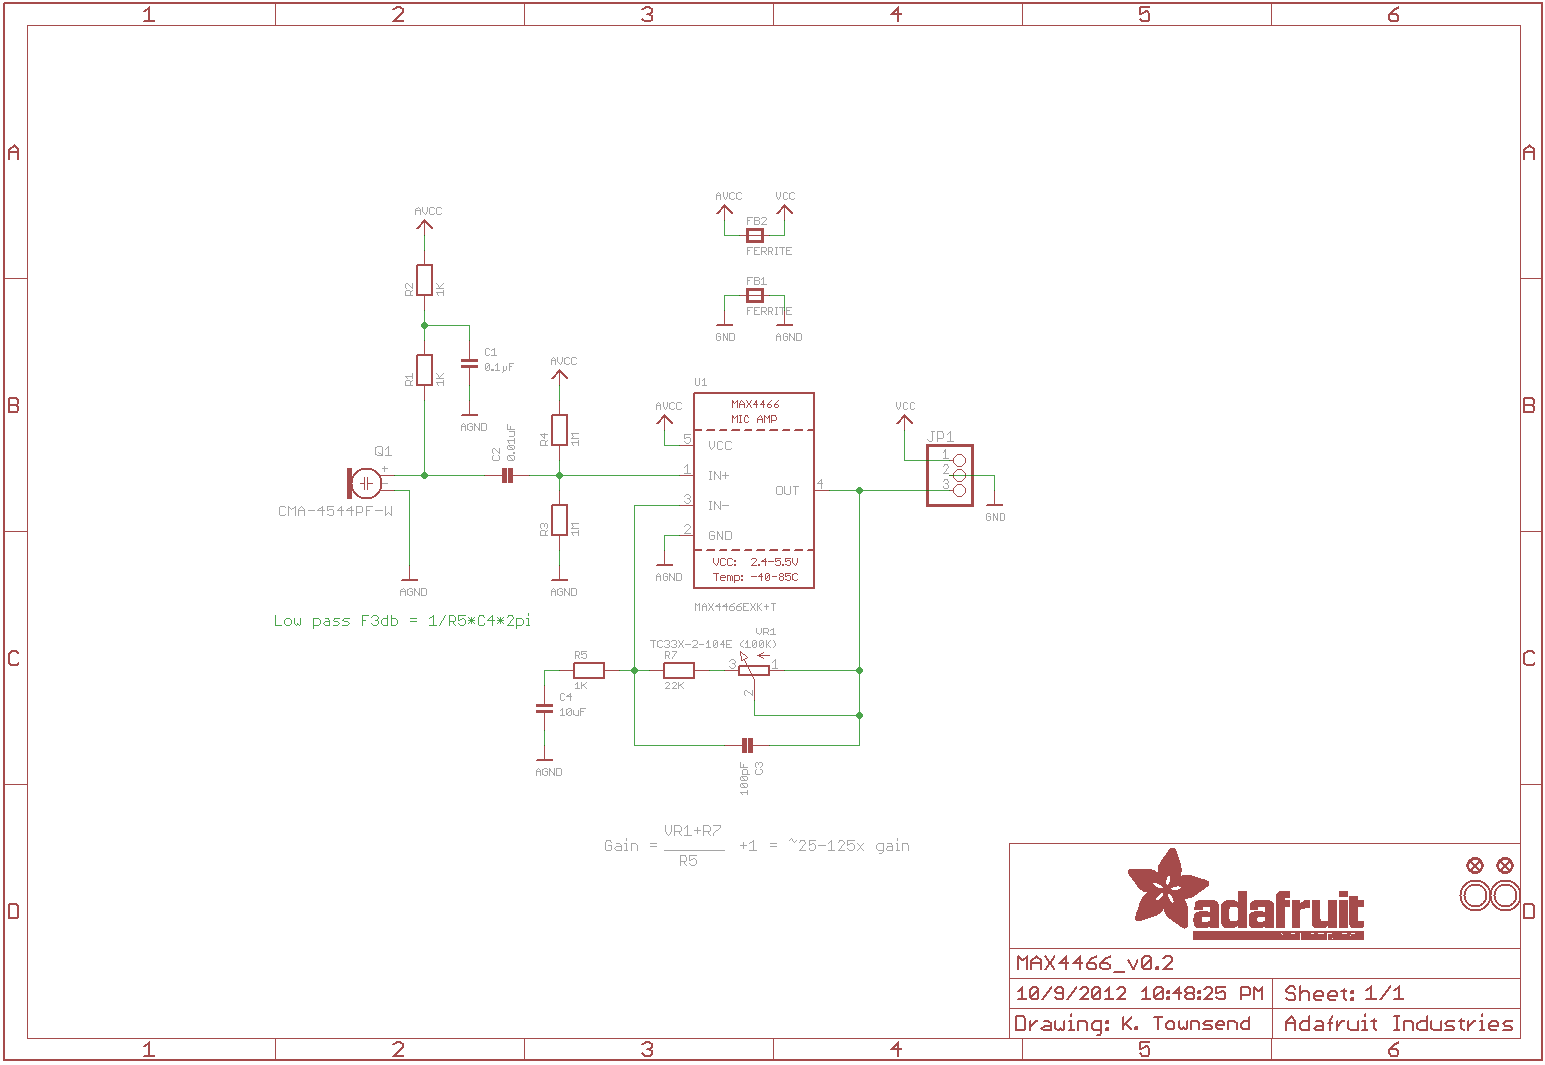 1 2 3 4 5 6
A A
AVCC VCC
AVCC
FB2
FERRITE
R2 1K
FB1
FERRITE
GND AGND
C1
0.1µF
AVCC
R1 1K
U1
B B
MAX4466
MIC AMP
AVCC VCC
AGND
C2
0.01uF
R4 1M
5 VCC
JP1
Q1
+
-
1 IN+
1
2
3
OUT 4
3 IN-
CMA-4544PF-W
GND
R3 1M
2 GND
VCC: 2.4-5.5V
Temp: -40-85C
AGND
AGND AGND
MAX4466EXK+T
Low pass F3db = 1/R5*C4*2pi
VR1
TC33X-2-104E (100K)
C C
R5 R7
3 1
1K 22K
2
C4
10uF
AGND
100pF
C3
VR1+R7
Gain = +1 = ~25-125x gain
R5
D D
adafruit
MAX4466_v0.2
10/9/2012 10:48:25 PM Sheet: 1/1
Drawing: K. Townsend Adafruit Industries
1 2 3 4 5 6